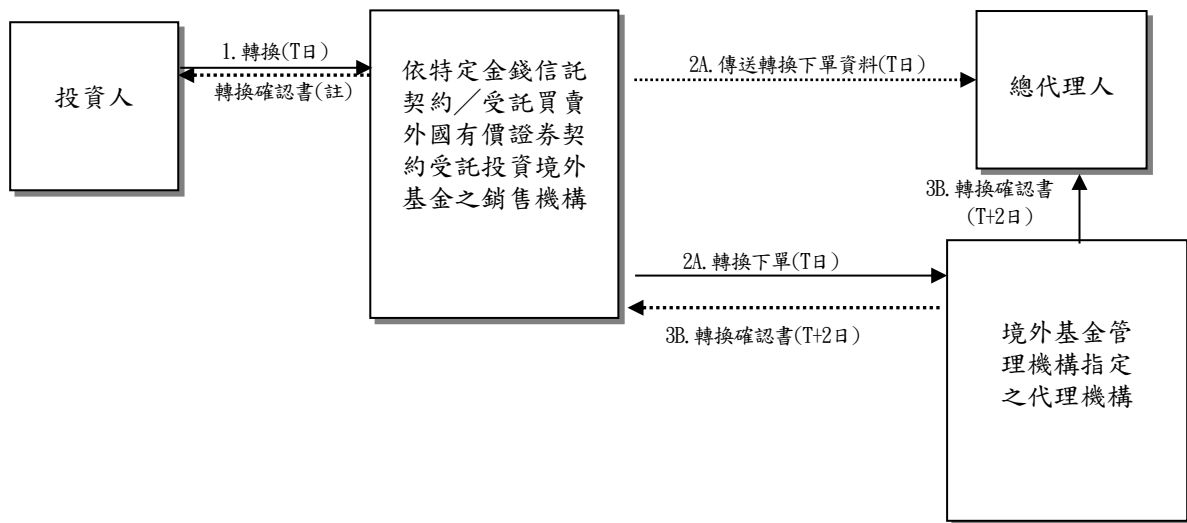 投資人
1.轉換(T日)
轉換確認書(註)
依特定金錢信託
契約／受託買賣
外國有價證券契
約受託投資境外
基金之銷售機構
2A.傳送轉換下單資料(T日)
總代理人
3B.轉換確認書
(T+2日)
2A.轉換下單(T日)
3B.轉換確認書(T+2日)
境外基金管
理機構指定
之代理機構